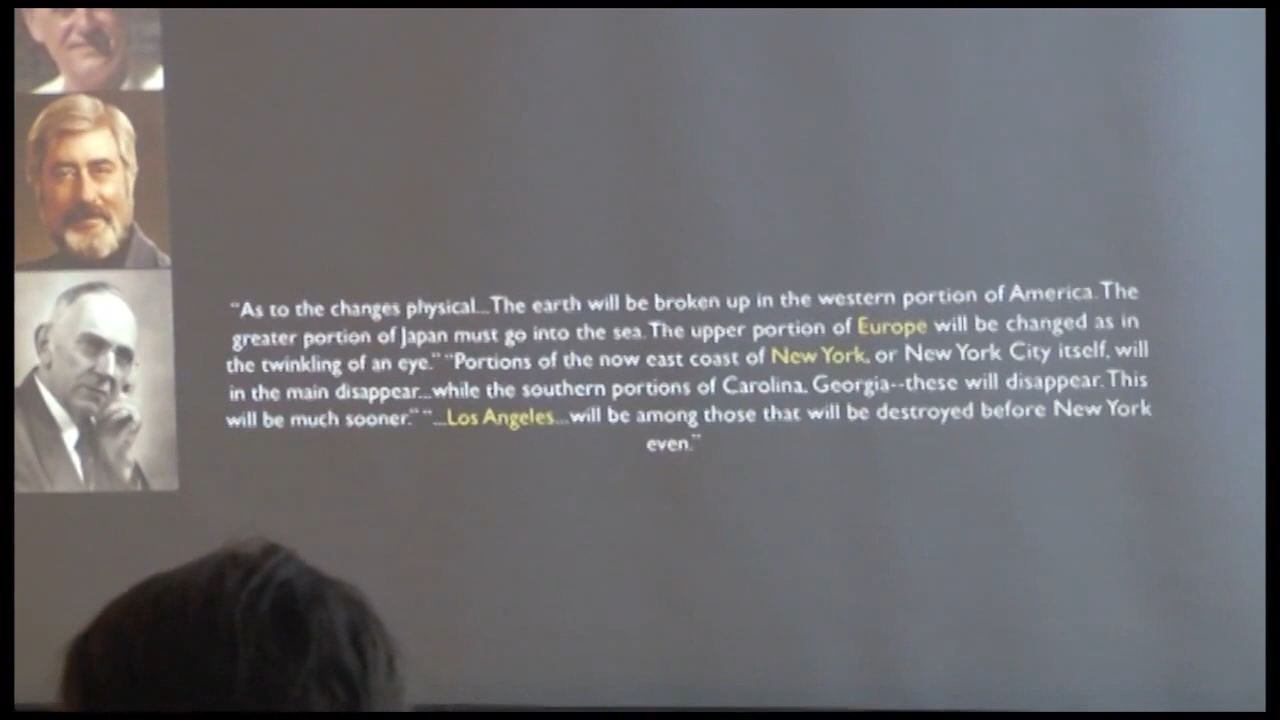 "As to the changes physical...The earth will be broken up in the western portion of America. The
greater portion of Japan must go into the sea. The upper portion of Europe will be changed as in
the twinkling of an eye." "Portions of the now east coast of New York, or New York City itself, will
in the main disappear...while the southern portions of Carolina, Georgia--these will disappear. This
will be much sooner." "...Los Angeles...will be among those that will be destroyed before New York
even."